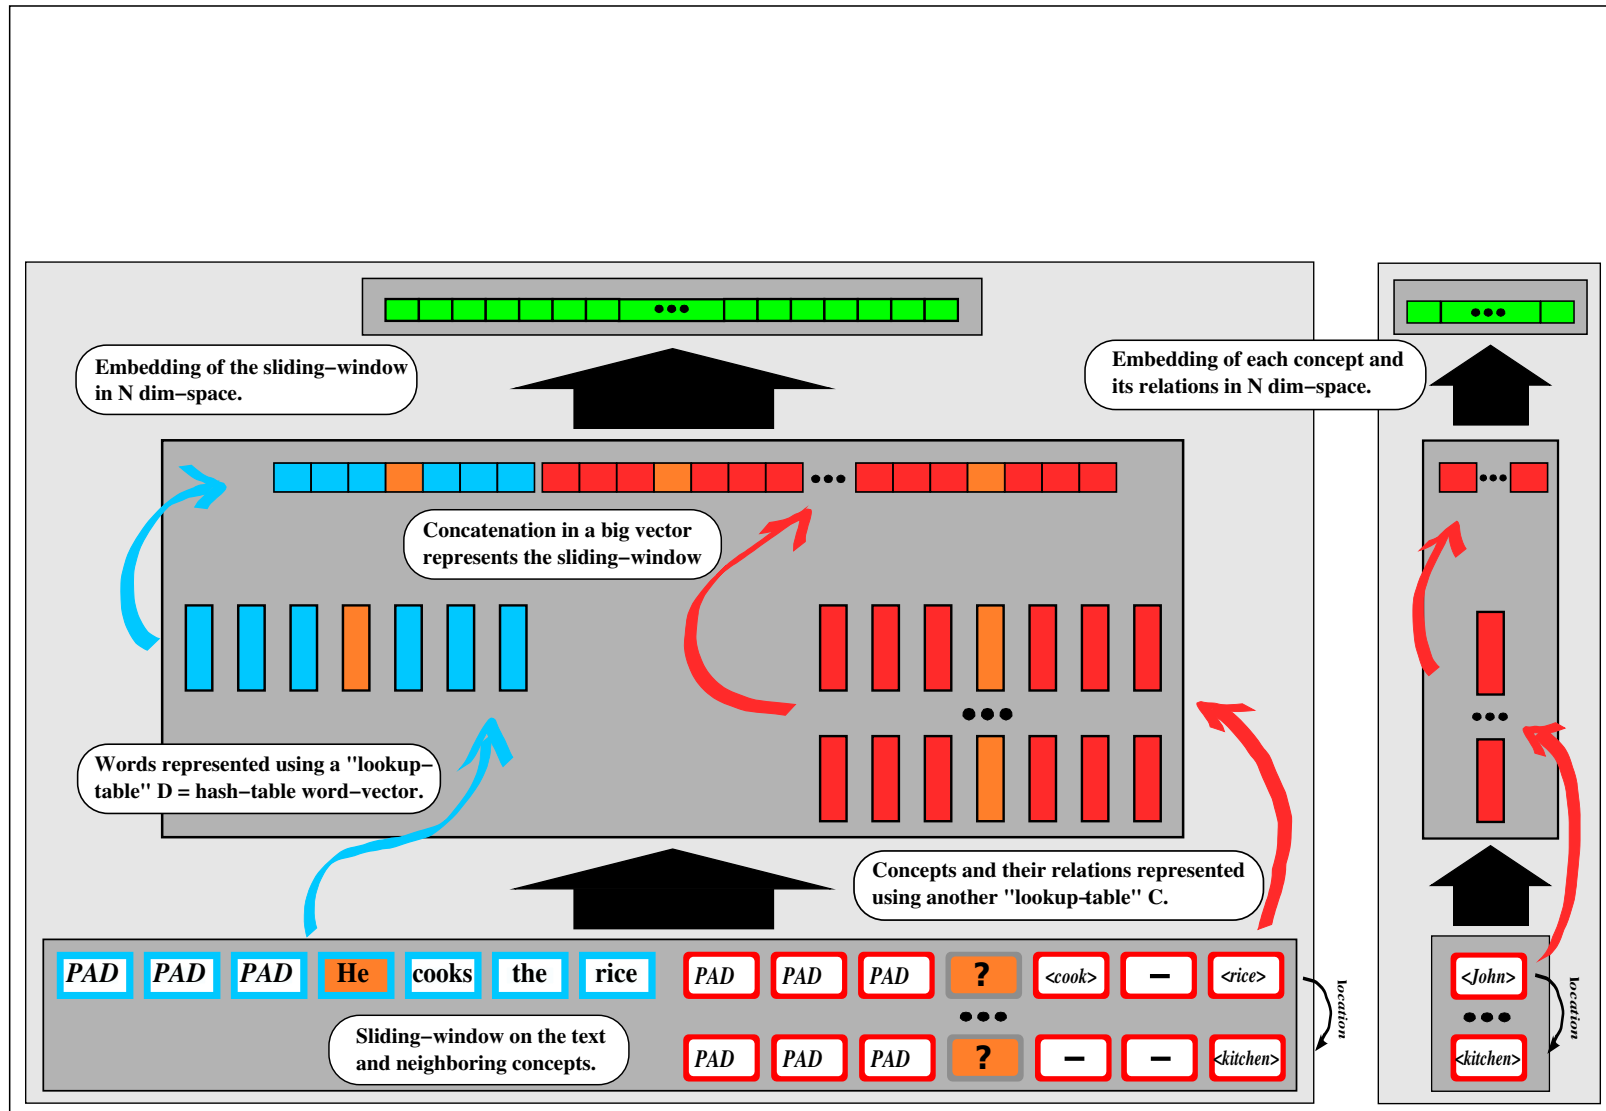 Embedding of the sliding-window
in N dim-space.
Embedding of each concept and
its relations in N dim-space.
Concatenation in a big vector
represents the sliding-window
Words represented using a "lookup-
table" D = hash-table word-vector.
Concepts and their relations represented
using another "lookup-table" C.
PAD PAD PAD He cooks the rice PAD PAD PAD ? <cook> - <rice>
location
Sliding-window on the text
and neighboring concepts.
PAD PAD PAD ? - - <kitchen>
<John>
location
<kitchen>